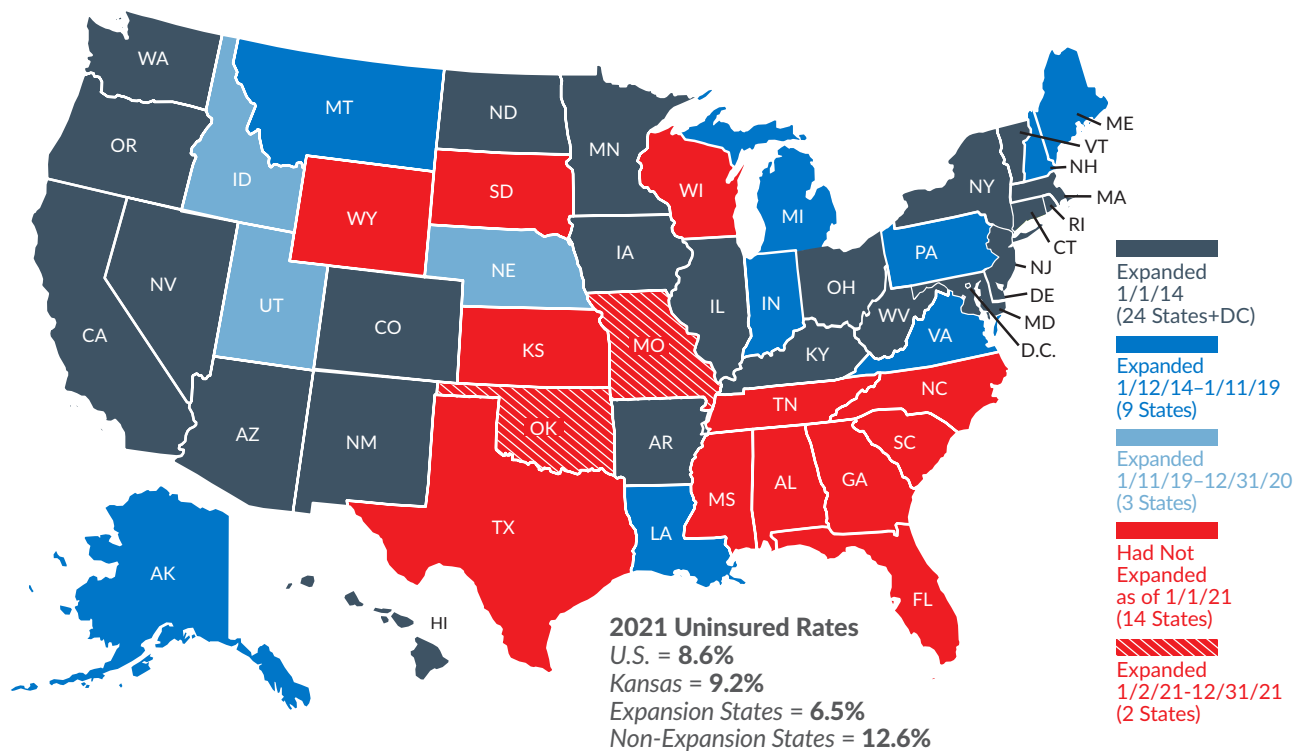 WA
OR
CA
NV
ID
MT
WY
UT
AZ
CO
NM
ND
SD
NE
KS
OK
TX
MN
IA
MO
AR
LA
WI
IL
MI
IN
OH
KY
TN
MS
AL
GA
FL
SC
NC
VA
WV
PA
NY
ME
VT
NH
MA
RI
CT
NJ
DE
MD
D.C.
AK
HI
Expanded
1/1/14
(24 States+DC)
Expanded
1/12/14–1/11/19
(9 States)
Expanded
1/11/19–12/31/20
(3 States)
Had Not
Expanded
as of 1/1/21
(14 States)
Expanded
1/2/21-12/31/21
(2 States)
2021 Uninsured Rates
U.S. = 8.6%
Kansas = 9.2%
Expansion States = 6.5%
Non-Expansion States = 12.6%